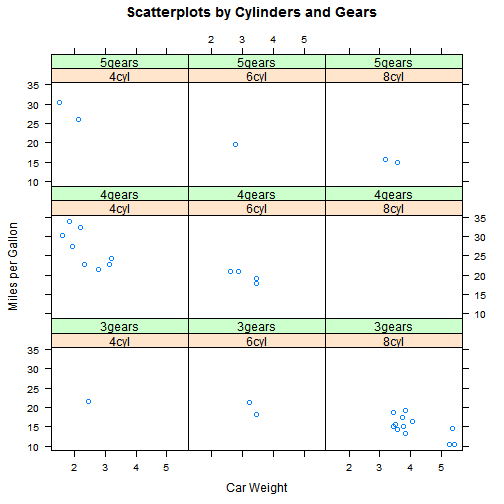 Scatterplots by Cylinders and Gears
2 3 4 5
5gears 5gears 5gears
4cyl 6cyl 8cyl
35
30
25
20
15
10
4gears 4gears 4gears
4cyl 6cyl 8cyl
35
30
25
20
15
10
3gears 3gears 3gears
4cyl 6cyl 8cyl
35
30
25
20
15
10
2 3 4 5 2 3 4 5
Miles per Gallon
Car Weight